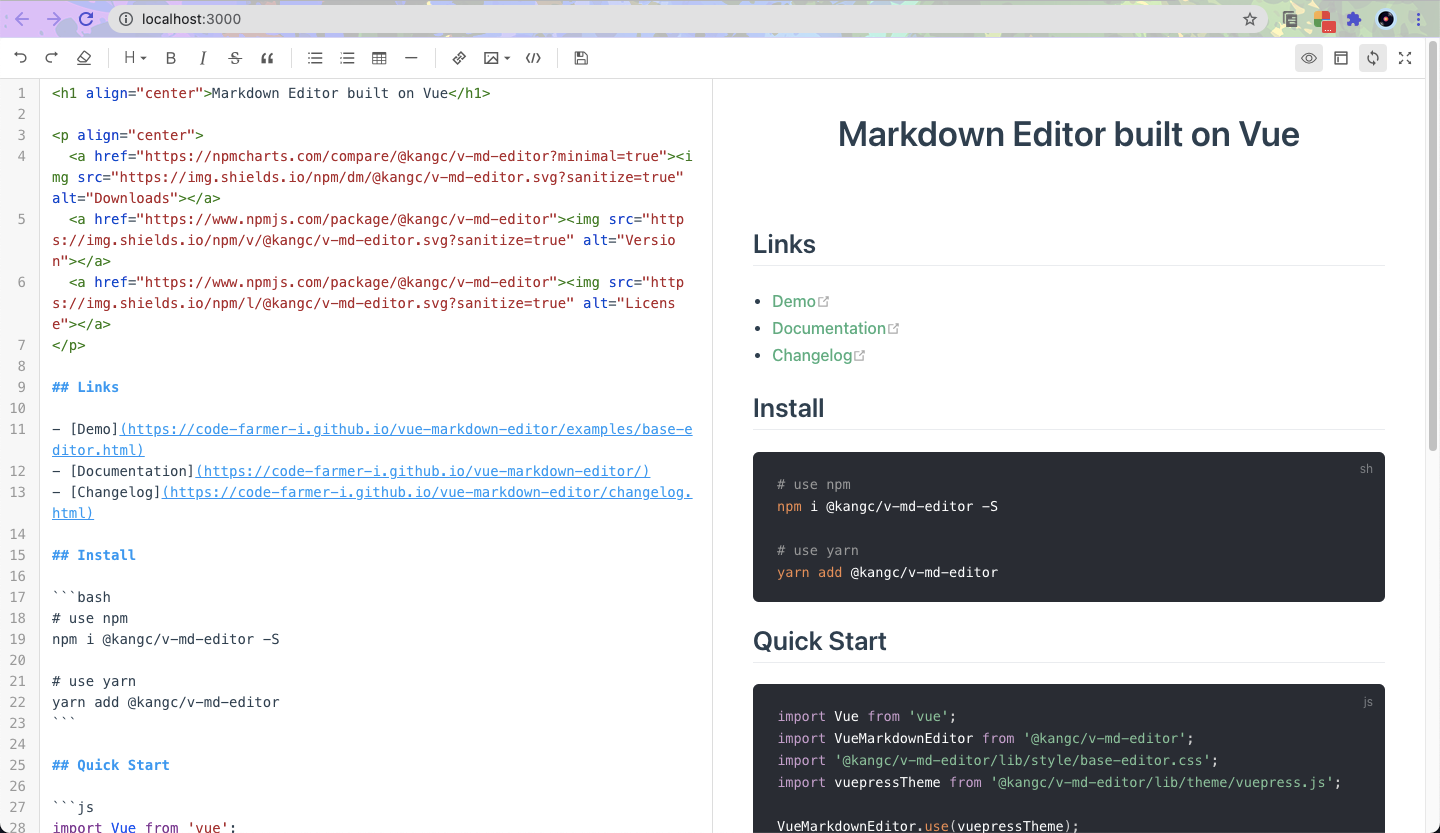 localhost:3000
...
H
B
I
S
1 <h1 align="center">Markdown Editor built on Vue</h1>
2
3 <p align="center">
4   <a href="https://npmcharts.com/compare/@kangc/v-md-editor?minimal=true"><i
mg src="https://img.shields.io/npm/dm/@kangc/v-md-editor.svg?sanitize=true"
alt="Downloads"></a>
5   <a href="https://www.npmjs.com/package/@kangc/v-md-editor"><img src="http
s://img.shields.io/npm/v/@kangc/v-md-editor.svg?sanitize=true" alt="Versio
n"></a>
6   <a href="https://www.npmjs.com/package/@kangc/v-md-editor"><img src="http
s://img.shields.io/npm/l/@kangc/v-md-editor.svg?sanitize=true" alt="Licens
e"></a>
7 </p>
8
9 ## Links
10
11 - [Demo](https://code-farmer-i.github.io/vue-markdown-editor/examples/base-e
ditor.html)
12 - [Documentation](https://code-farmer-i.github.io/vue-markdown-editor/)
13 - [Changelog](https://code-farmer-i.github.io/vue-markdown-editor/changelog.
html)
14
15 ## Install
16
17 ```bash
18 # use npm
19 npm i @kangc/v-md-editor -S
20
21 # use yarn
22 yarn add @kangc/v-md-editor
23 ```
24
25 ## Quick Start
26
27 ```js
28 import Vue from 'vue';
Markdown Editor built on Vue
Links
• Demo
• Documentation
• Changelog
Install
sh
# use npm
npm i @kangc/v-md-editor -S
# use yarn
yarn add @kangc/v-md-editor
Quick Start
js
import Vue from 'vue';
import VueMarkdownEditor from '@kangc/v-md-editor';
import '@kangc/v-md-editor/lib/style/base-editor.css';
import vuepressTheme from '@kangc/v-md-editor/lib/theme/vuepress.js';
VueMarkdownEditor.use(vuepressTheme);